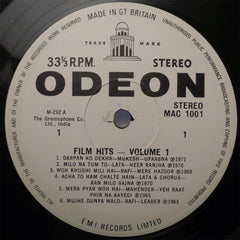 MADE IN GT BRITAIN
TRADE MARK
33⅓ R.P.M.
STEREO
ODEON
M-292 A
The Gramophone Co.
Ltd., India
STEREO
MAC 1001
1
1
FILM HITS — VOLUME 1
1. DARPAN KO DEKHA—MUKESH—UPAASNA ℗1971
2. MILO NA TUM TO—LATA—HEER RANJHA ℗1970
3. WOH KHUSHI MILI HAI—RAFI—MERE HAZOOR ℗1968
4. ACHA TO HAM CHALTE HAIN—LATA & CHORUS—
AAN MILO SAJNA ℗1970
5. MERA PYAR WOH HAI—MAHENDER—YEH RAAT
PHIR NA AAYEGI ℗1965
6. MUJHE DUNYA WALO—RAFI—LEADER ℗1963
EMI RECORDS LIMITED